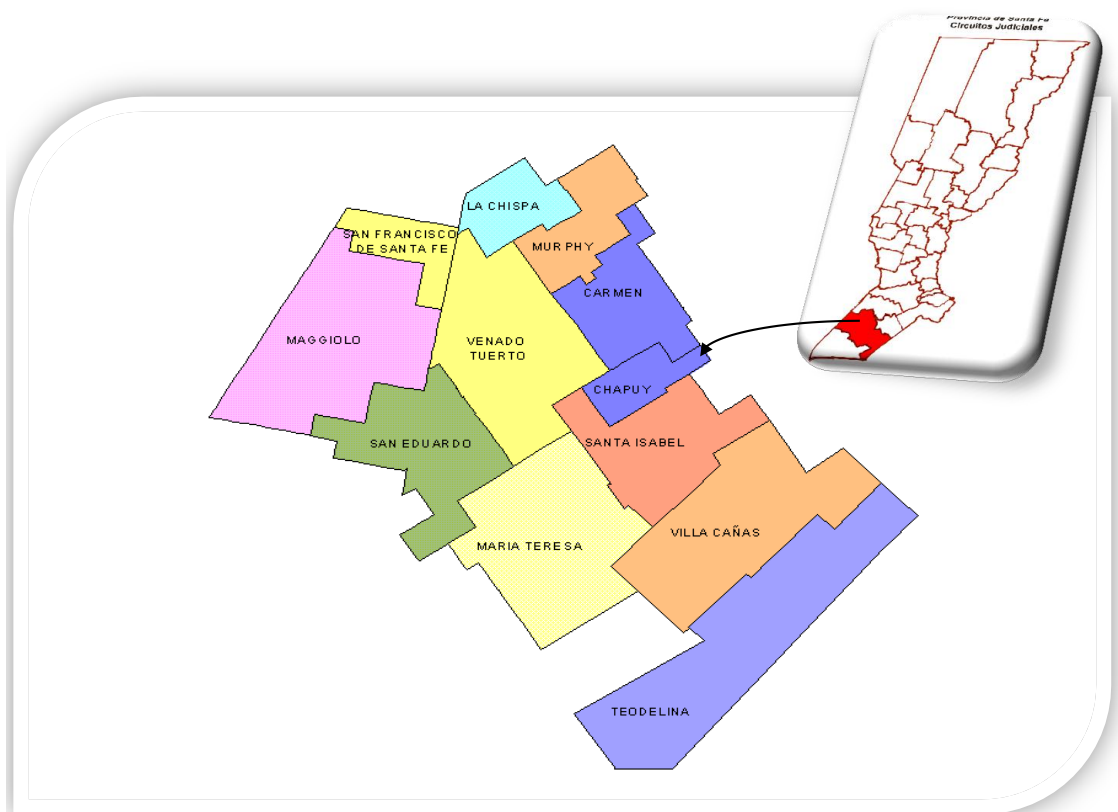 Provincia de Santa Fe
Circuitos Judiciales
LA CHISPA
SAN FRANCISCO
DE SANTA FE
MURPHY
CARMEN
MAGGIOLO
VENADO
TUERTO
CHAPUY
SAN EDUARDO
SANTA ISABEL
MARIA TERESA
VILLA CAÑAS
TEODELINA